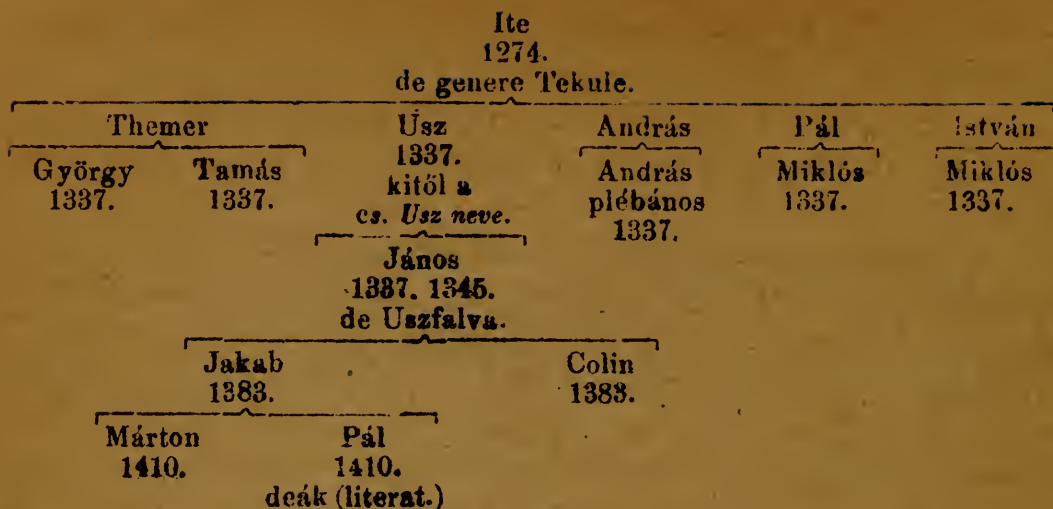 Ite
1274.
de genere Tekule.
Themer Usz András Pál István
György Tamás 1337. András Miklós Miklós
1337. 1337. kitől a plébános 1337. 1337.
cs. Usz neve. 1337.
János
1337. 1345.
de Uszfalva.
Jakab Colin
1383. 1383.
Márton Pál
1410. 1410.
deák (literat.)